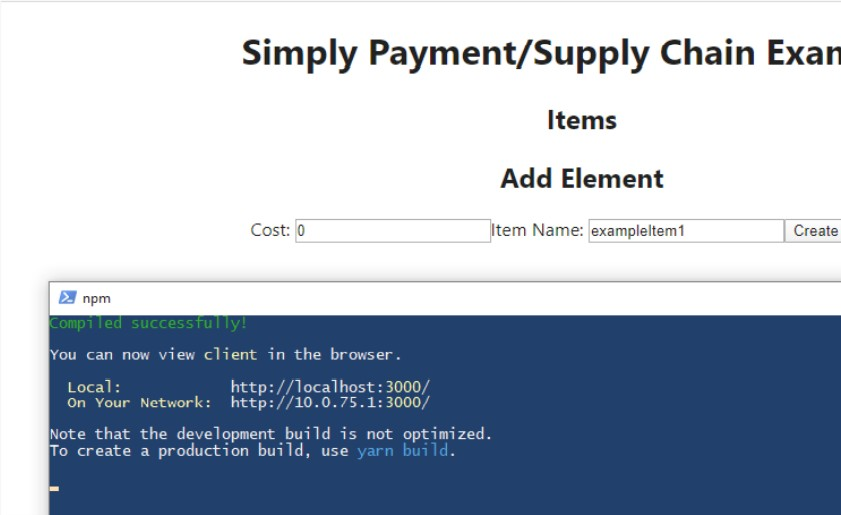 Simply Payment/Supply Chain Exam
Items
Add Element
Cost: 0 Item Name: exampleItem1 Create
npm
Compiled successfully!
You can now view client in the browser.
Local: http://localhost:3000/
On Your Network: http://10.0.75.1:3000/
Note that the development build is not optimized.
To create a production build, use yarn build.